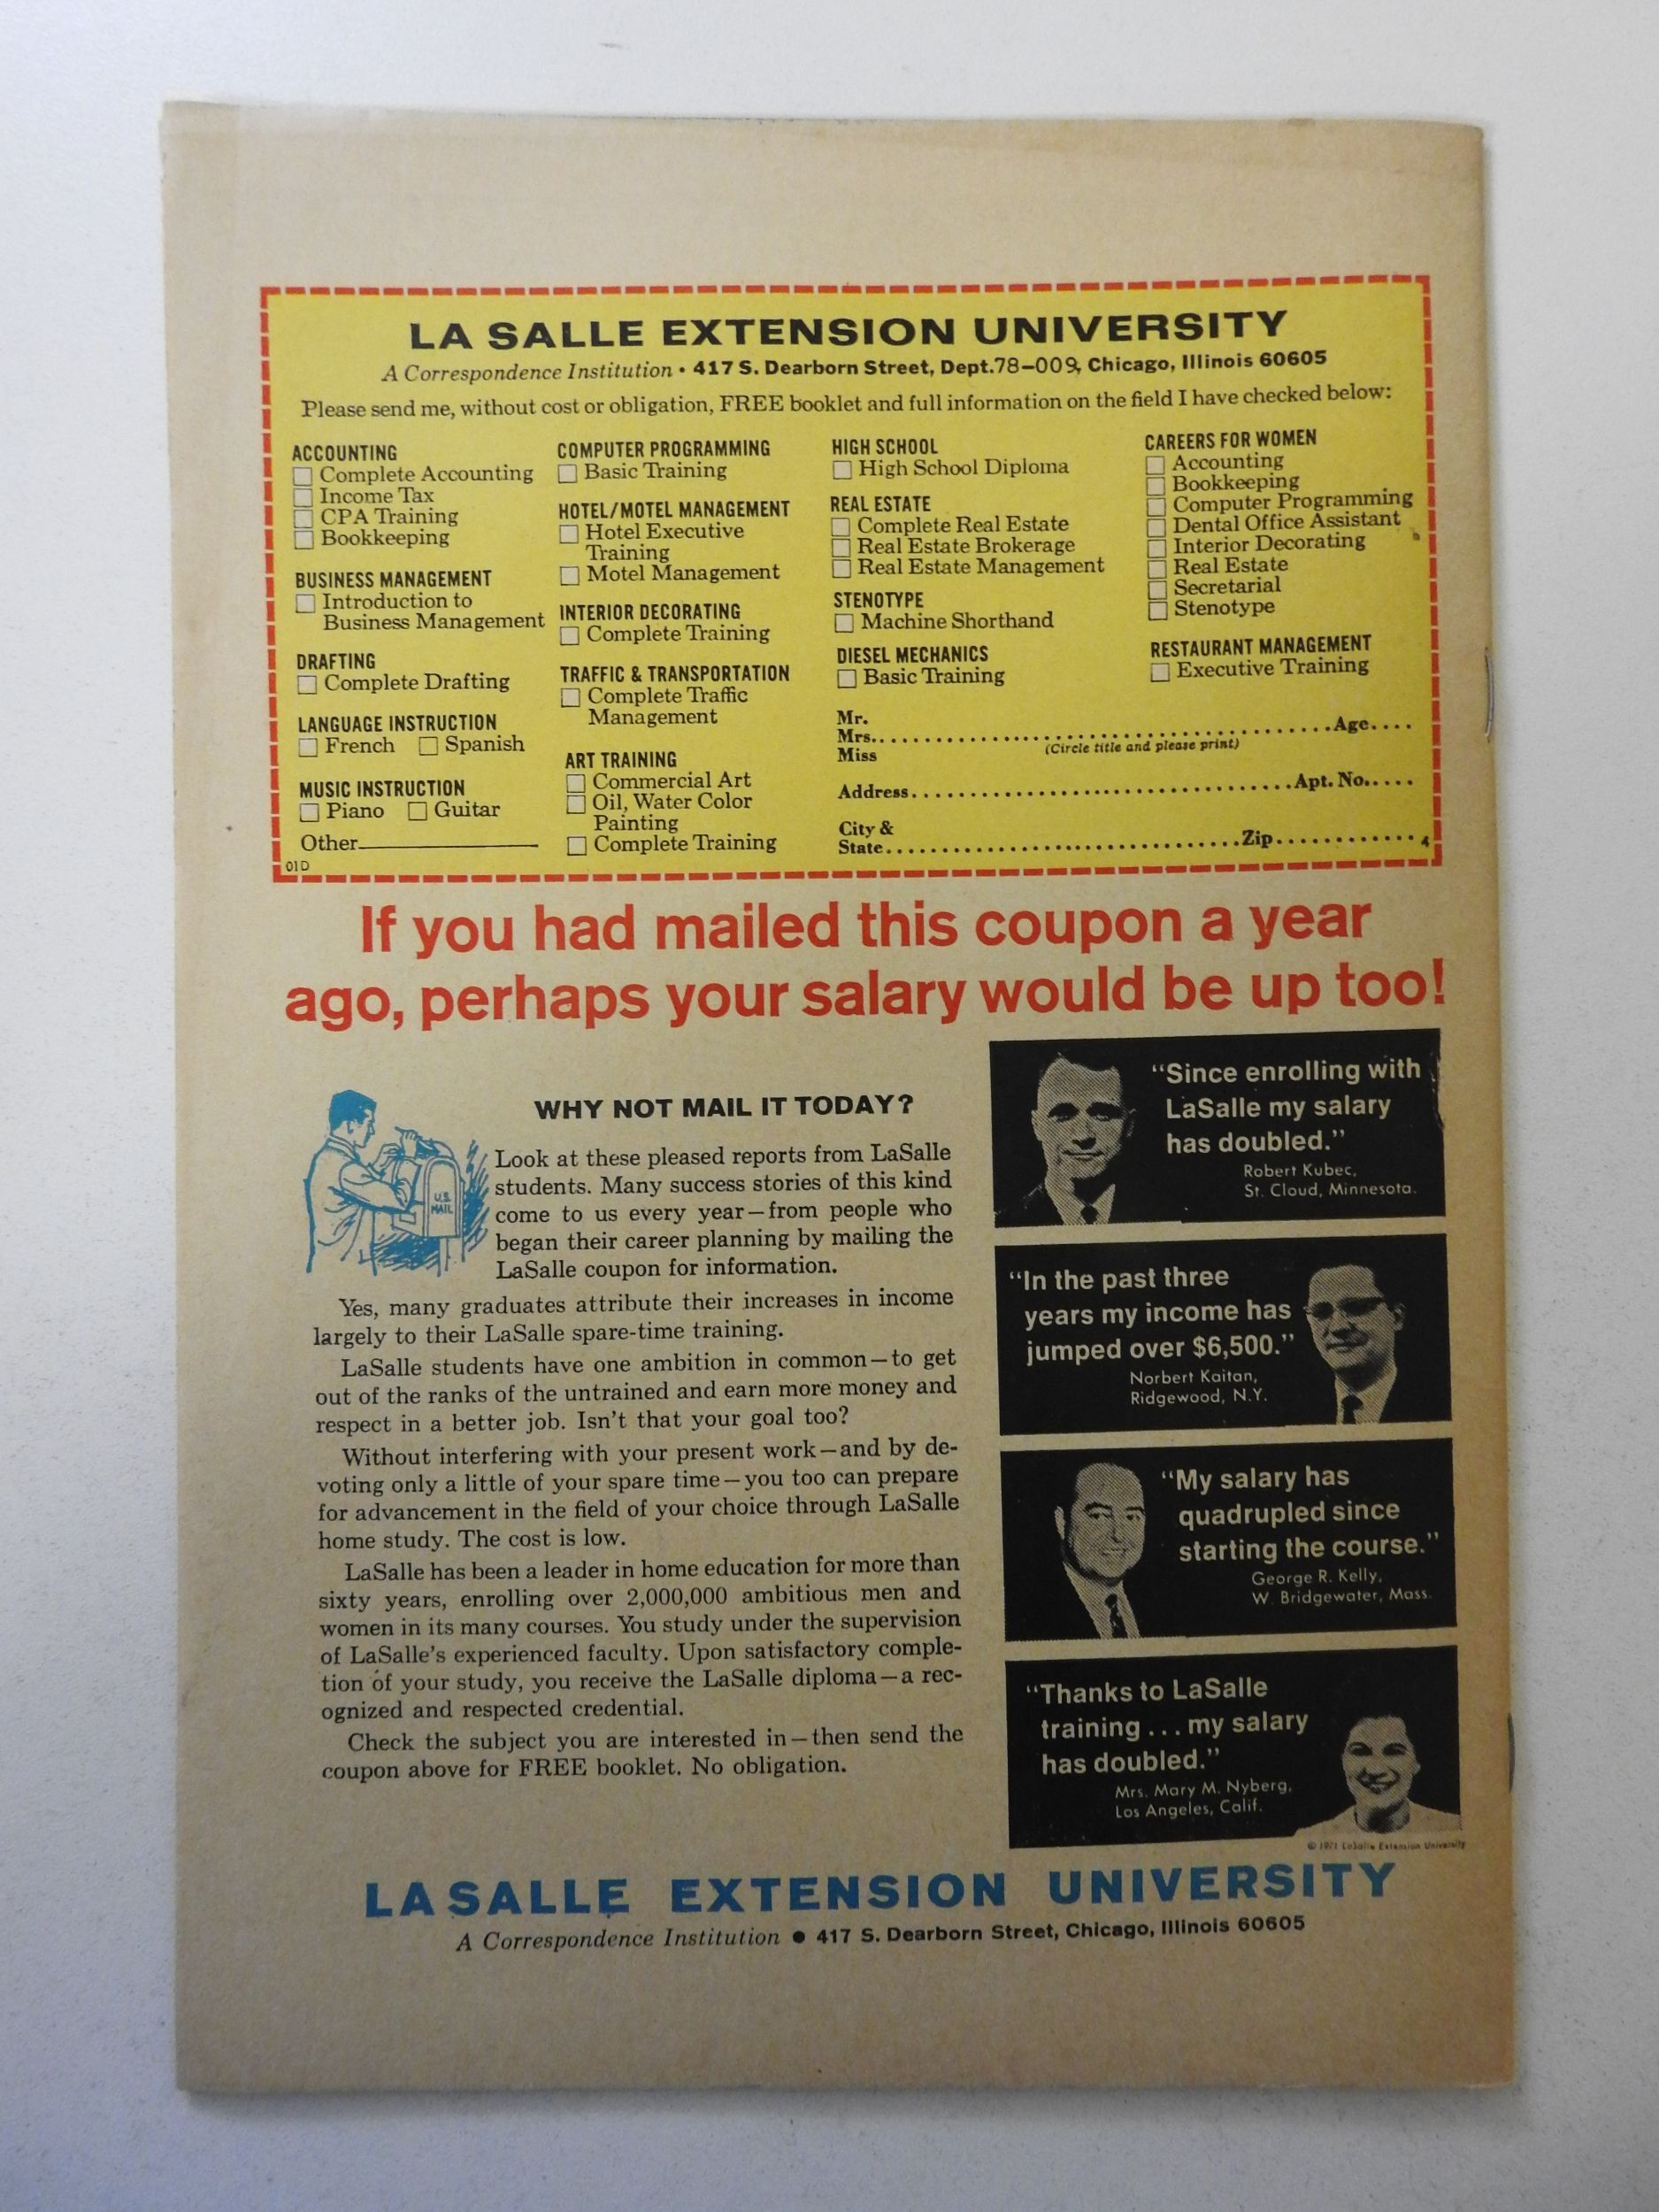 LA SALLE EXTENSION UNIVERSITY
A Correspondence Institution • 417 S. Dearborn Street, Dept.78-009, Chicago, Illinois 60605
Please send me, without cost or obligation, FREE booklet and full information on the field I have checked below:
ACCOUNTING
Complete Accounting
Income Tax
CPA Training
Bookkeeping
BUSINESS MANAGEMENT
Introduction to
Business Management
DRAFTING
Complete Drafting
LANGUAGE INSTRUCTION
French Spanish
MUSIC INSTRUCTION
Piano Guitar
Other
01D
COMPUTER PROGRAMMING
Basic Training
HOTEL/MOTEL MANAGEMENT
Hotel Executive
Training
Motel Management
INTERIOR DECORATING
Complete Training
TRAFFIC & TRANSPORTATION
Complete Traffic
Management
ART TRAINING
Commercial Art
Oil, Water Color
Painting
Complete Training
HIGH SCHOOL
High School Diploma
REAL ESTATE
Complete Real Estate
Real Estate Brokerage
Real Estate Management
STENOTYPE
Machine Shorthand
DIESEL MECHANICS
Basic Training
CAREERS FOR WOMEN
Accounting
Bookkeeping
Computer Programming
Dental Office Assistant
Interior Decorating
Real Estate
Secretarial
Stenotype
RESTAURANT MANAGEMENT
Executive Training
Mr.
Mrs. Age
Miss (Circle title and please print)
Address Apt. No.
City &
State Zip 4
If you had mailed this coupon a year
ago, perhaps your salary would be up too!
U.S.
MAIL
WHY NOT MAIL IT TODAY?
Look at these pleased reports from LaSalle
students. Many success stories of this kind
come to us every year—from people who
began their career planning by mailing the
LaSalle coupon for information.
Yes, many graduates attribute their increases in income
largely to their LaSalle spare-time training.
LaSalle students have one ambition in common—to get
out of the ranks of the untrained and earn more money and
respect in a better job. Isn't that your goal too?
Without interfering with your present work—and by de-
voting only a little of your spare time—you too can prepare
for advancement in the field of your choice through LaSalle
home study. The cost is low.
LaSalle has been a leader in home education for more than
sixty years, enrolling over 2,000,000 ambitious men and
women in its many courses. You study under the supervision
of LaSalle's experienced faculty. Upon satisfactory comple-
tion of your study, you receive the LaSalle diploma—a rec-
ognized and respected credential.
Check the subject you are interested in—then send the
coupon above for FREE booklet. No obligation.
"Since enrolling with
LaSalle my salary
has doubled."
Robert Kubec,
St. Cloud, Minnesota.
"In the past three
years my income has
jumped over $6,500."
Norbert Kaitan,
Ridgewood, N.Y.
"My salary has
quadrupled since
starting the course."
George R. Kelly,
W. Bridgewater, Mass.
"Thanks to LaSalle
training . . . my salary
has doubled."
Mrs. Mary M. Nyberg,
Los Angeles, Calif.
© 1971 LaSalle Extension University
LA SALLE EXTENSION UNIVERSITY
A Correspondence Institution • 417 S. Dearborn Street, Chicago, Illinois 60605